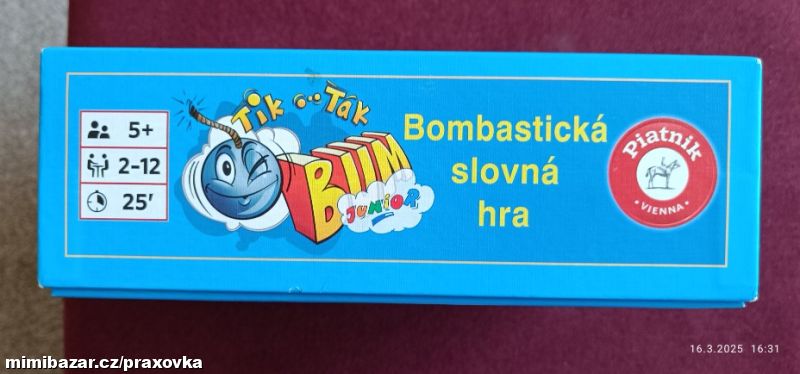 5+
2-12
25'
Tik a... Ták
BUM
JUNIOR
Bombastická
slovná
hra
Piatnik
• VIENNA •
16.3.2025 16:31
mimibazar.cz/praxovka